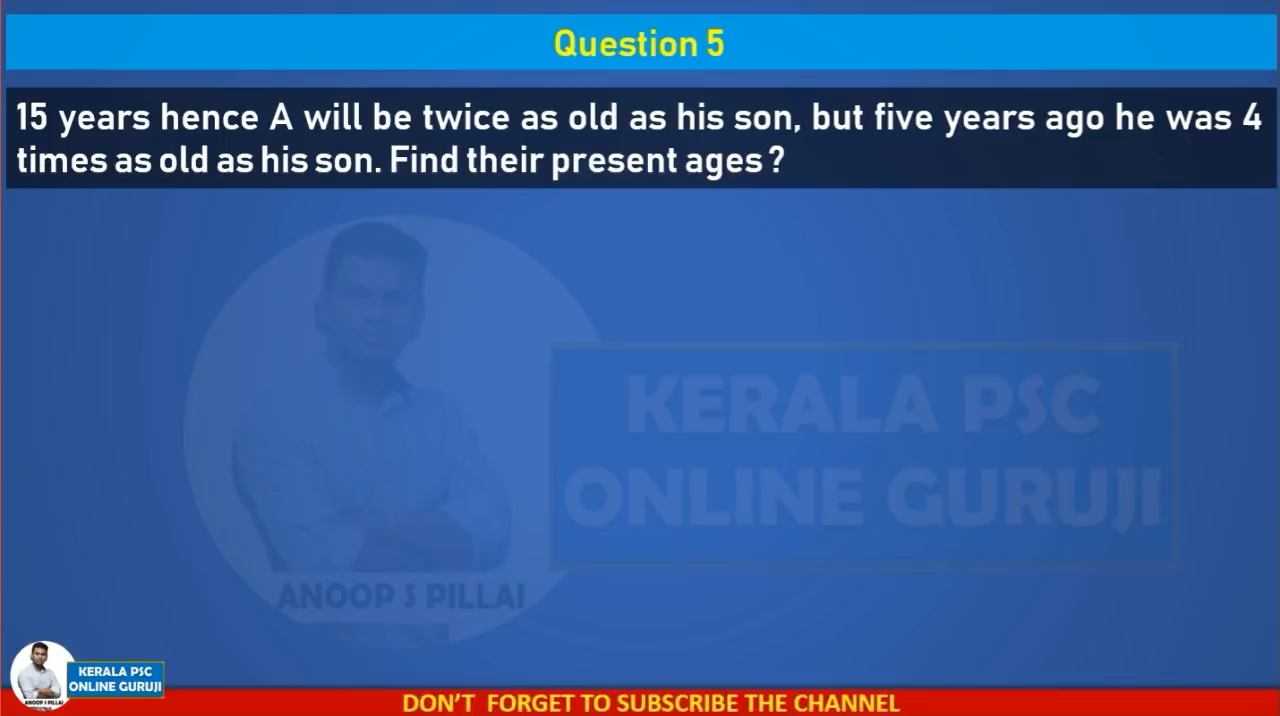 Question 5
15 years hence A will be twice as old as his son, but five years ago he was 4
times as old as his son. Find their present ages ?
KERALA PSC
ONLINE GURUJI
ANOOP S PILLAI
KERALA PSC
ONLINE GURUJI
ANOOP S PILLAI
DON'T FORGET TO SUBSCRIBE THE CHANNEL